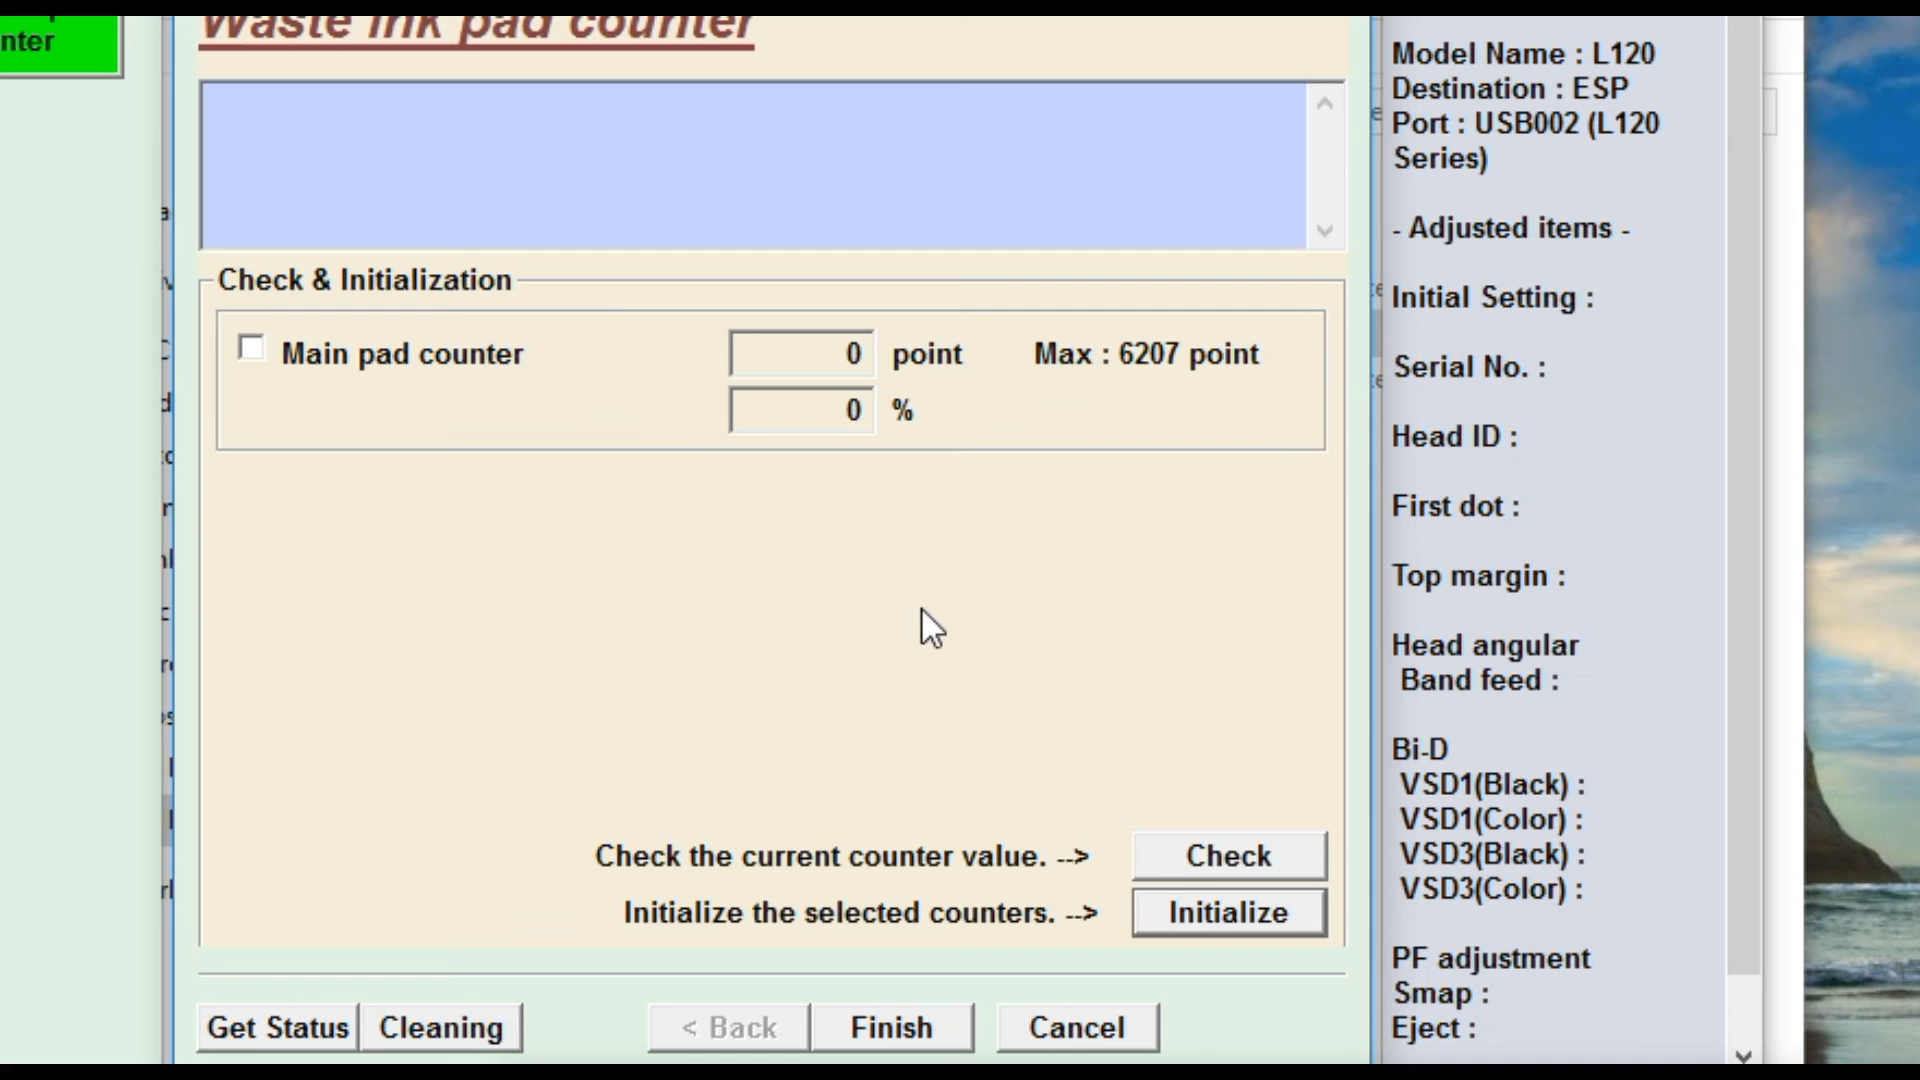 nter
Waste ink pad counter
Check & Initialization
Main pad counter
0 point
Max : 6207 point
0 %
Check the current counter value. -->
Check
Initialize the selected counters. -->
Initialize
Get Status
Cleaning
< Back
Finish
Cancel
Model Name : L120
Destination : ESP
Port : USB002 (L120
Series)
- Adjusted items -
Initial Setting :
Serial No. :
Head ID :
First dot :
Top margin :
Head angular
Band feed :
Bi-D
VSD1(Black) :
VSD1(Color) :
VSD3(Black) :
VSD3(Color) :
PF adjustment
Smap :
Eject :